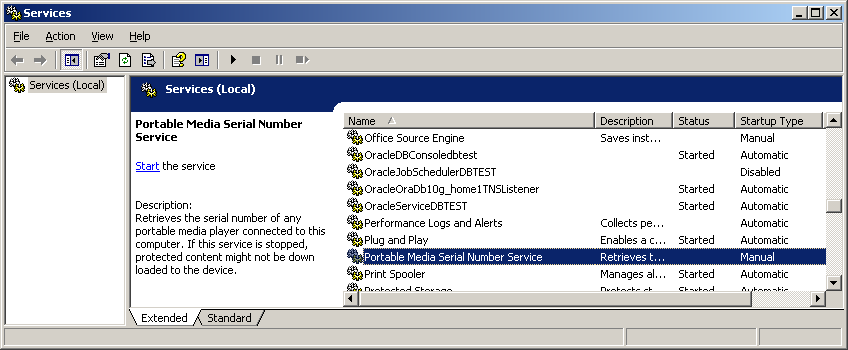 Services
File Action View Help
Services (Local)
Services (Local)
Portable Media Serial Number
Service
Start the service
Description:
Retrieves the serial number of any
portable media player connected to this
computer. If this service is stopped,
protected content might not be down
loaded to the device.
Name Description Status Startup Type
Office Source Engine Saves inst... Manual
OracleDBConsoledbtest Started Automatic
OracleJobSchedulerDBTEST Disabled
OracleOraDb10g_home1TNSListener Started Automatic
OracleServiceDBTEST Started Automatic
Performance Logs and Alerts Collects pe... Automatic
Plug and Play Enables a c... Started Automatic
Portable Media Serial Number Service Retrieves t... Manual
Print Spooler Manages al... Started Automatic
Protected Storage Protects st... Started Automatic
Extended Standard